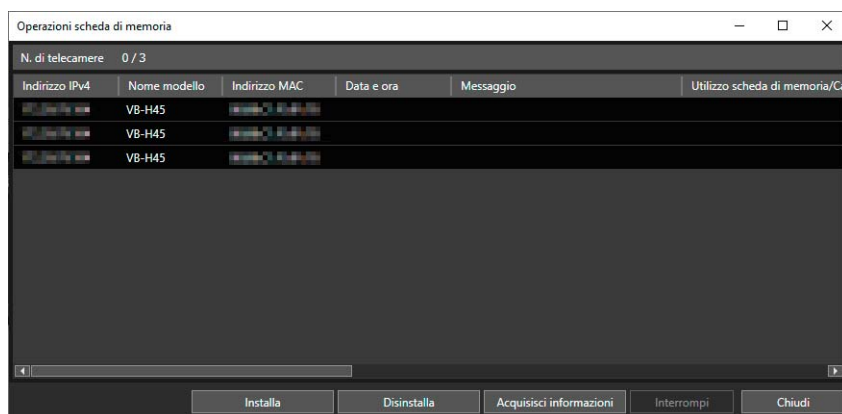 Operazioni scheda di memoria
N. di telecamere 0 / 3
Indirizzo IPv4 Nome modello Indirizzo MAC Data e ora Messaggio Utilizzo scheda di memoria/Ca
VB-H45
VB-H45
VB-H45
Installa Disinstalla Acquisisci informazioni Interrompi Chiudi